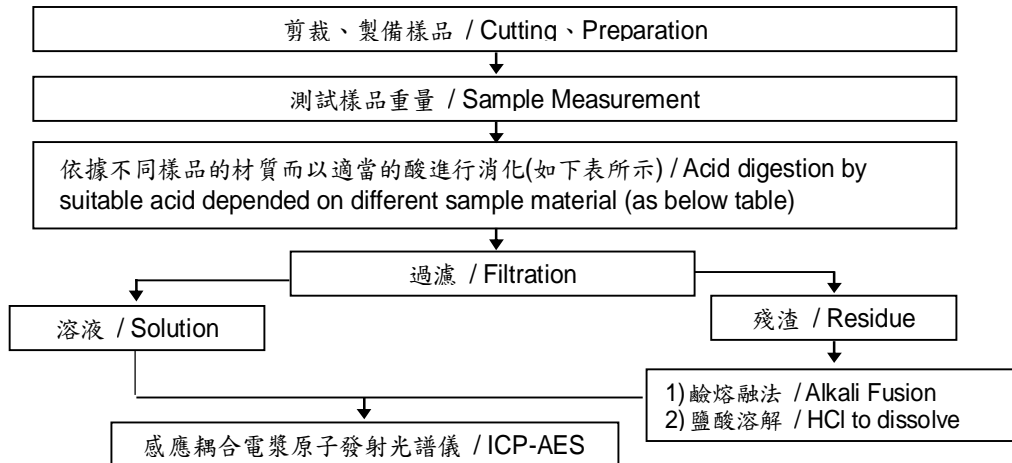 剪裁、製備樣品 / Cutting、Preparation
測試樣品重量 / Sample Measurement
依據不同樣品的材質而以適當的酸進行消化(如下表所示) / Acid digestion by
suitable acid depended on different sample material (as below table)
過濾 / Filtration
溶液 / Solution
殘渣 / Residue
1) 鹼熔融法 / Alkali Fusion
2) 鹽酸溶解 / HCl to dissolve
感應耦合電漿原子發射光譜儀 / ICP-AES